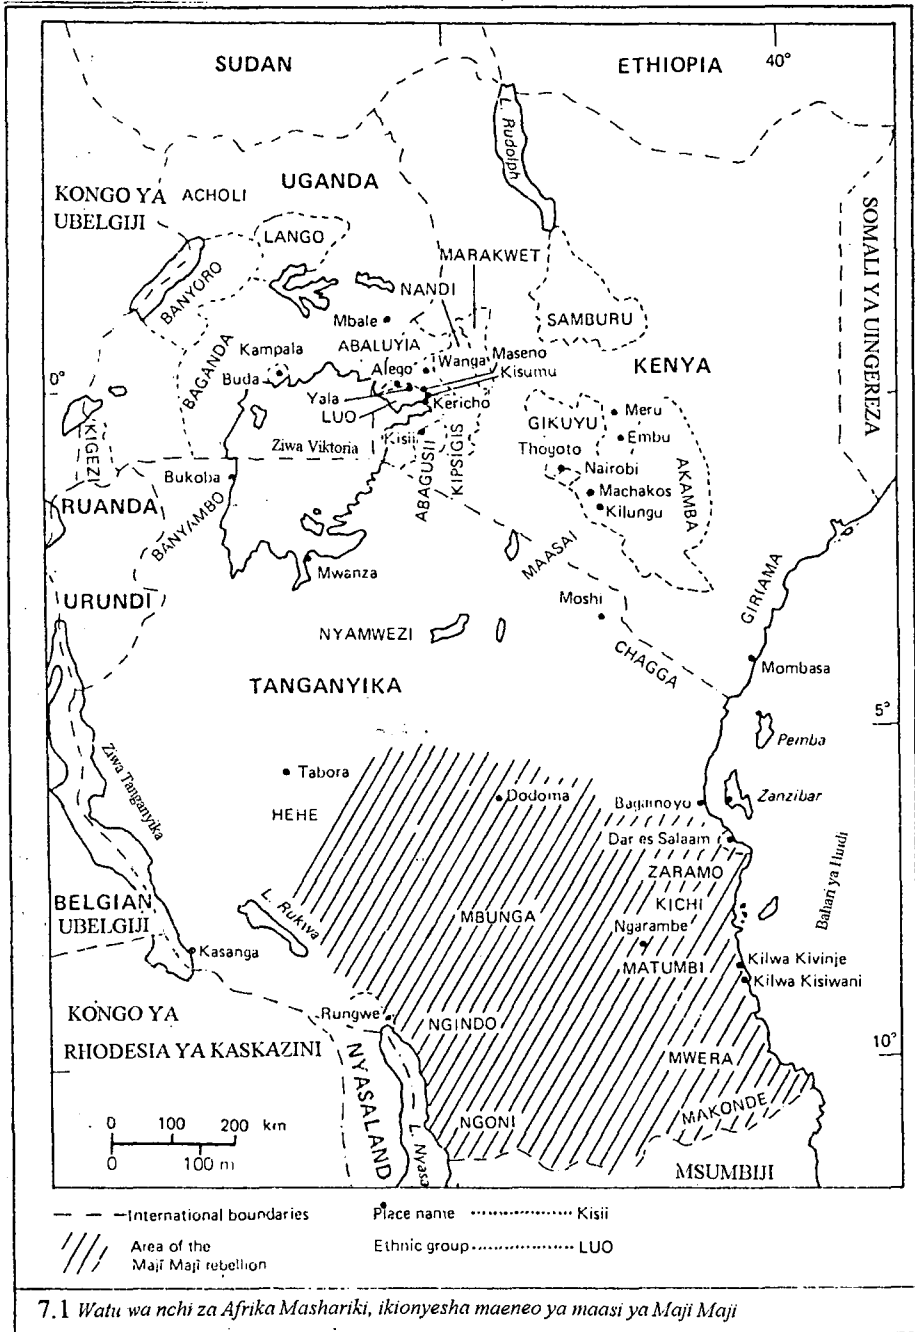 SUDAN
ETHIOPIA
40°
L. Rudolph
UGANDA
KONGO YA
UBELGIJI
ACHOLI
SOMALI YA UINGEREZA
LANGO
MARAKWET
BANYORO
NANDI
SAMBURU
Mbale
ABALUYIA
Kampala
BAGANDA
Alego
Wanga
Maseno
KENYA
0°
Buda
Kisumu
Yala
LUO
Kericho
Meru
GIKUYU
KIGEZI
Kisii
Embu
Ziwa Viktoria
Thogoto
ABAGUSII
KIPSIGIS
Nairobi
AKAMBA
Bukoba
RUANDA
Machakos
Kilungu
BANYAMBO
MAASAI
Mwanza
GIRIAMA
URUNDI
Moshi
NYAMWEZI
CHAGGA
Mombasa
TANGANYIKA
5°
Pemba
Ziwa Tanganyika
Tabora
Dodoma
Bagamoyo
Zanzibar
HEHE
Dar es Salaam
Bahari ya Hindi
ZARAMO
BELGIAN
UBELGIJI
L. Rukwa
KICHI
MBUNGA
Ngarambe
Kasanga
MATUMBI
Kilwa Kivinje
Kilwa Kisiwani
KONGO YA
Rungwe
NGINDO
RHODESIA YA KASKAZINI
MWERA
10°
NYASALAND
MAKONDE
0 100 200 km
NGONI
0 100 m
L. Nyasa
MSUMBIJI
International boundaries
Place name Kisii
Area of the
Maji Maji rebellion
Ethnic group LUO
7.1 Watu wa nchi za Afrika Mashariki, ikionyesha maeneo ya maasi ya Maji Maji